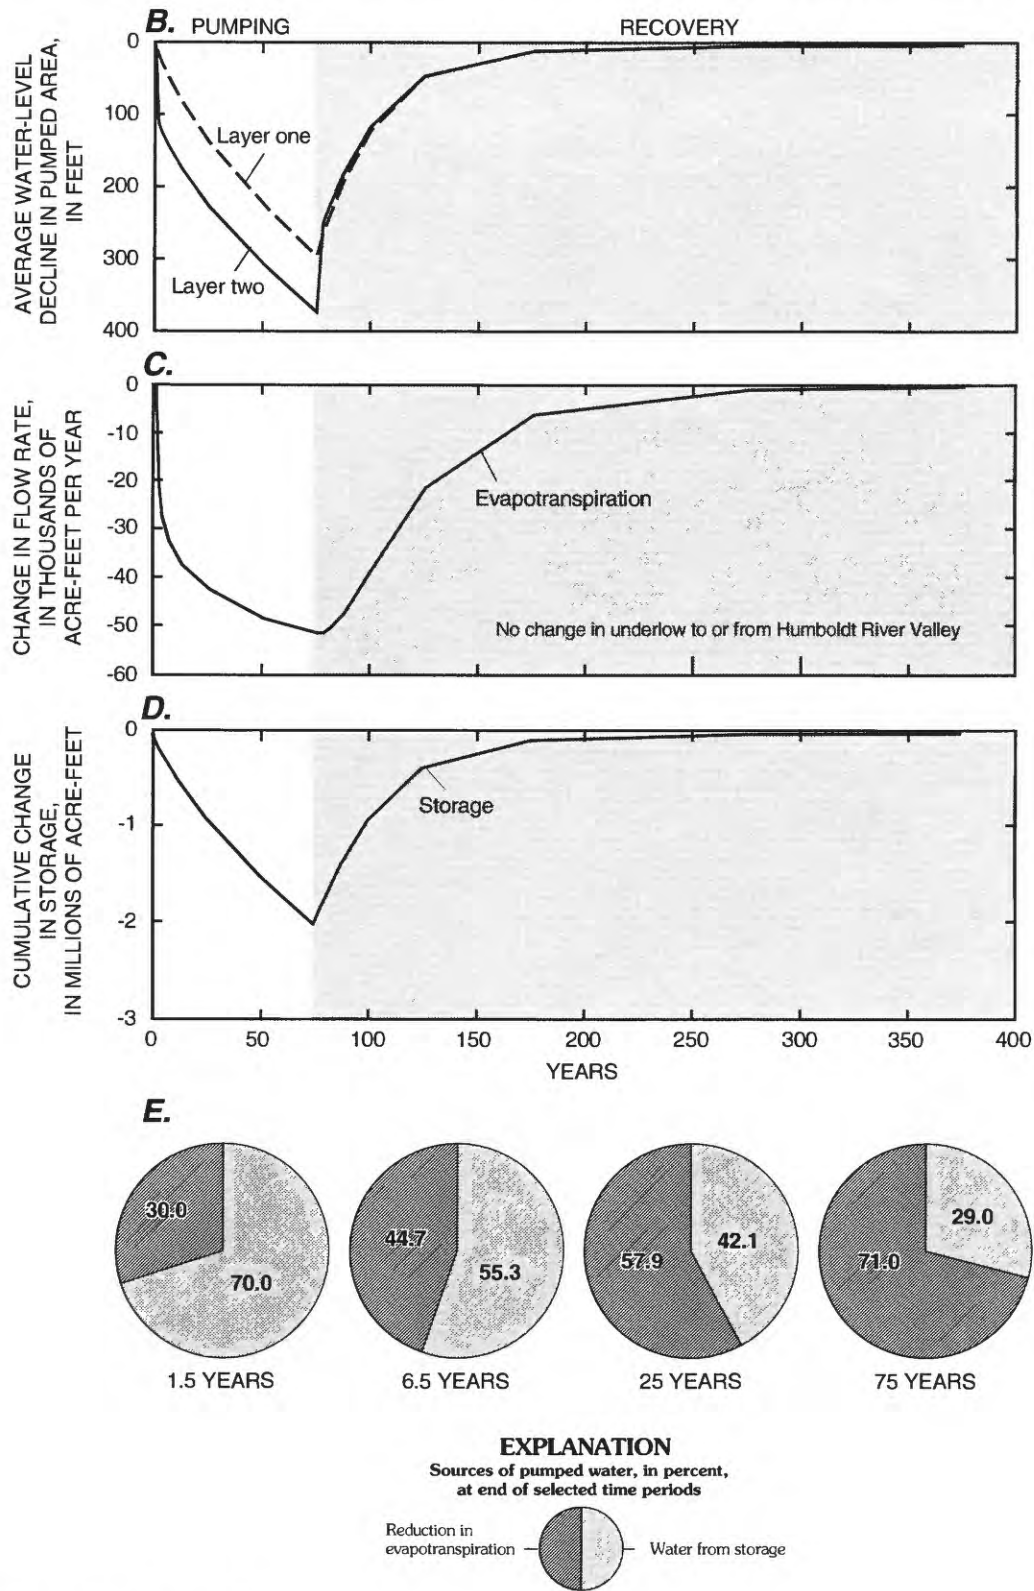 B. PUMPING
RECOVERY
AVERAGE WATER-LEVEL
DECLINE IN PUMPED AREA,
IN FEET
0
100
200
300
400
Layer one
Layer two
C.
CHANGE IN FLOW RATE,
IN THOUSANDS OF
ACRE-FEET PER YEAR
0
-10
-20
-30
-40
-50
-60
Evapotranspiration
No change in underlow to or from Humboldt River Valley
D.
CUMULATIVE CHANGE
IN STORAGE,
IN MILLIONS OF ACRE-FEET
0
-1
-2
-3
Storage
0 50 100 150 200 250 300 350 400
YEARS
E.
30.0
70.0
1.5 YEARS
44.7
55.3
6.5 YEARS
57.9
42.1
25 YEARS
71.0
29.0
75 YEARS
EXPLANATION
Sources of pumped water, in percent,
at end of selected time periods
Reduction in
evapotranspiration
Water from storage